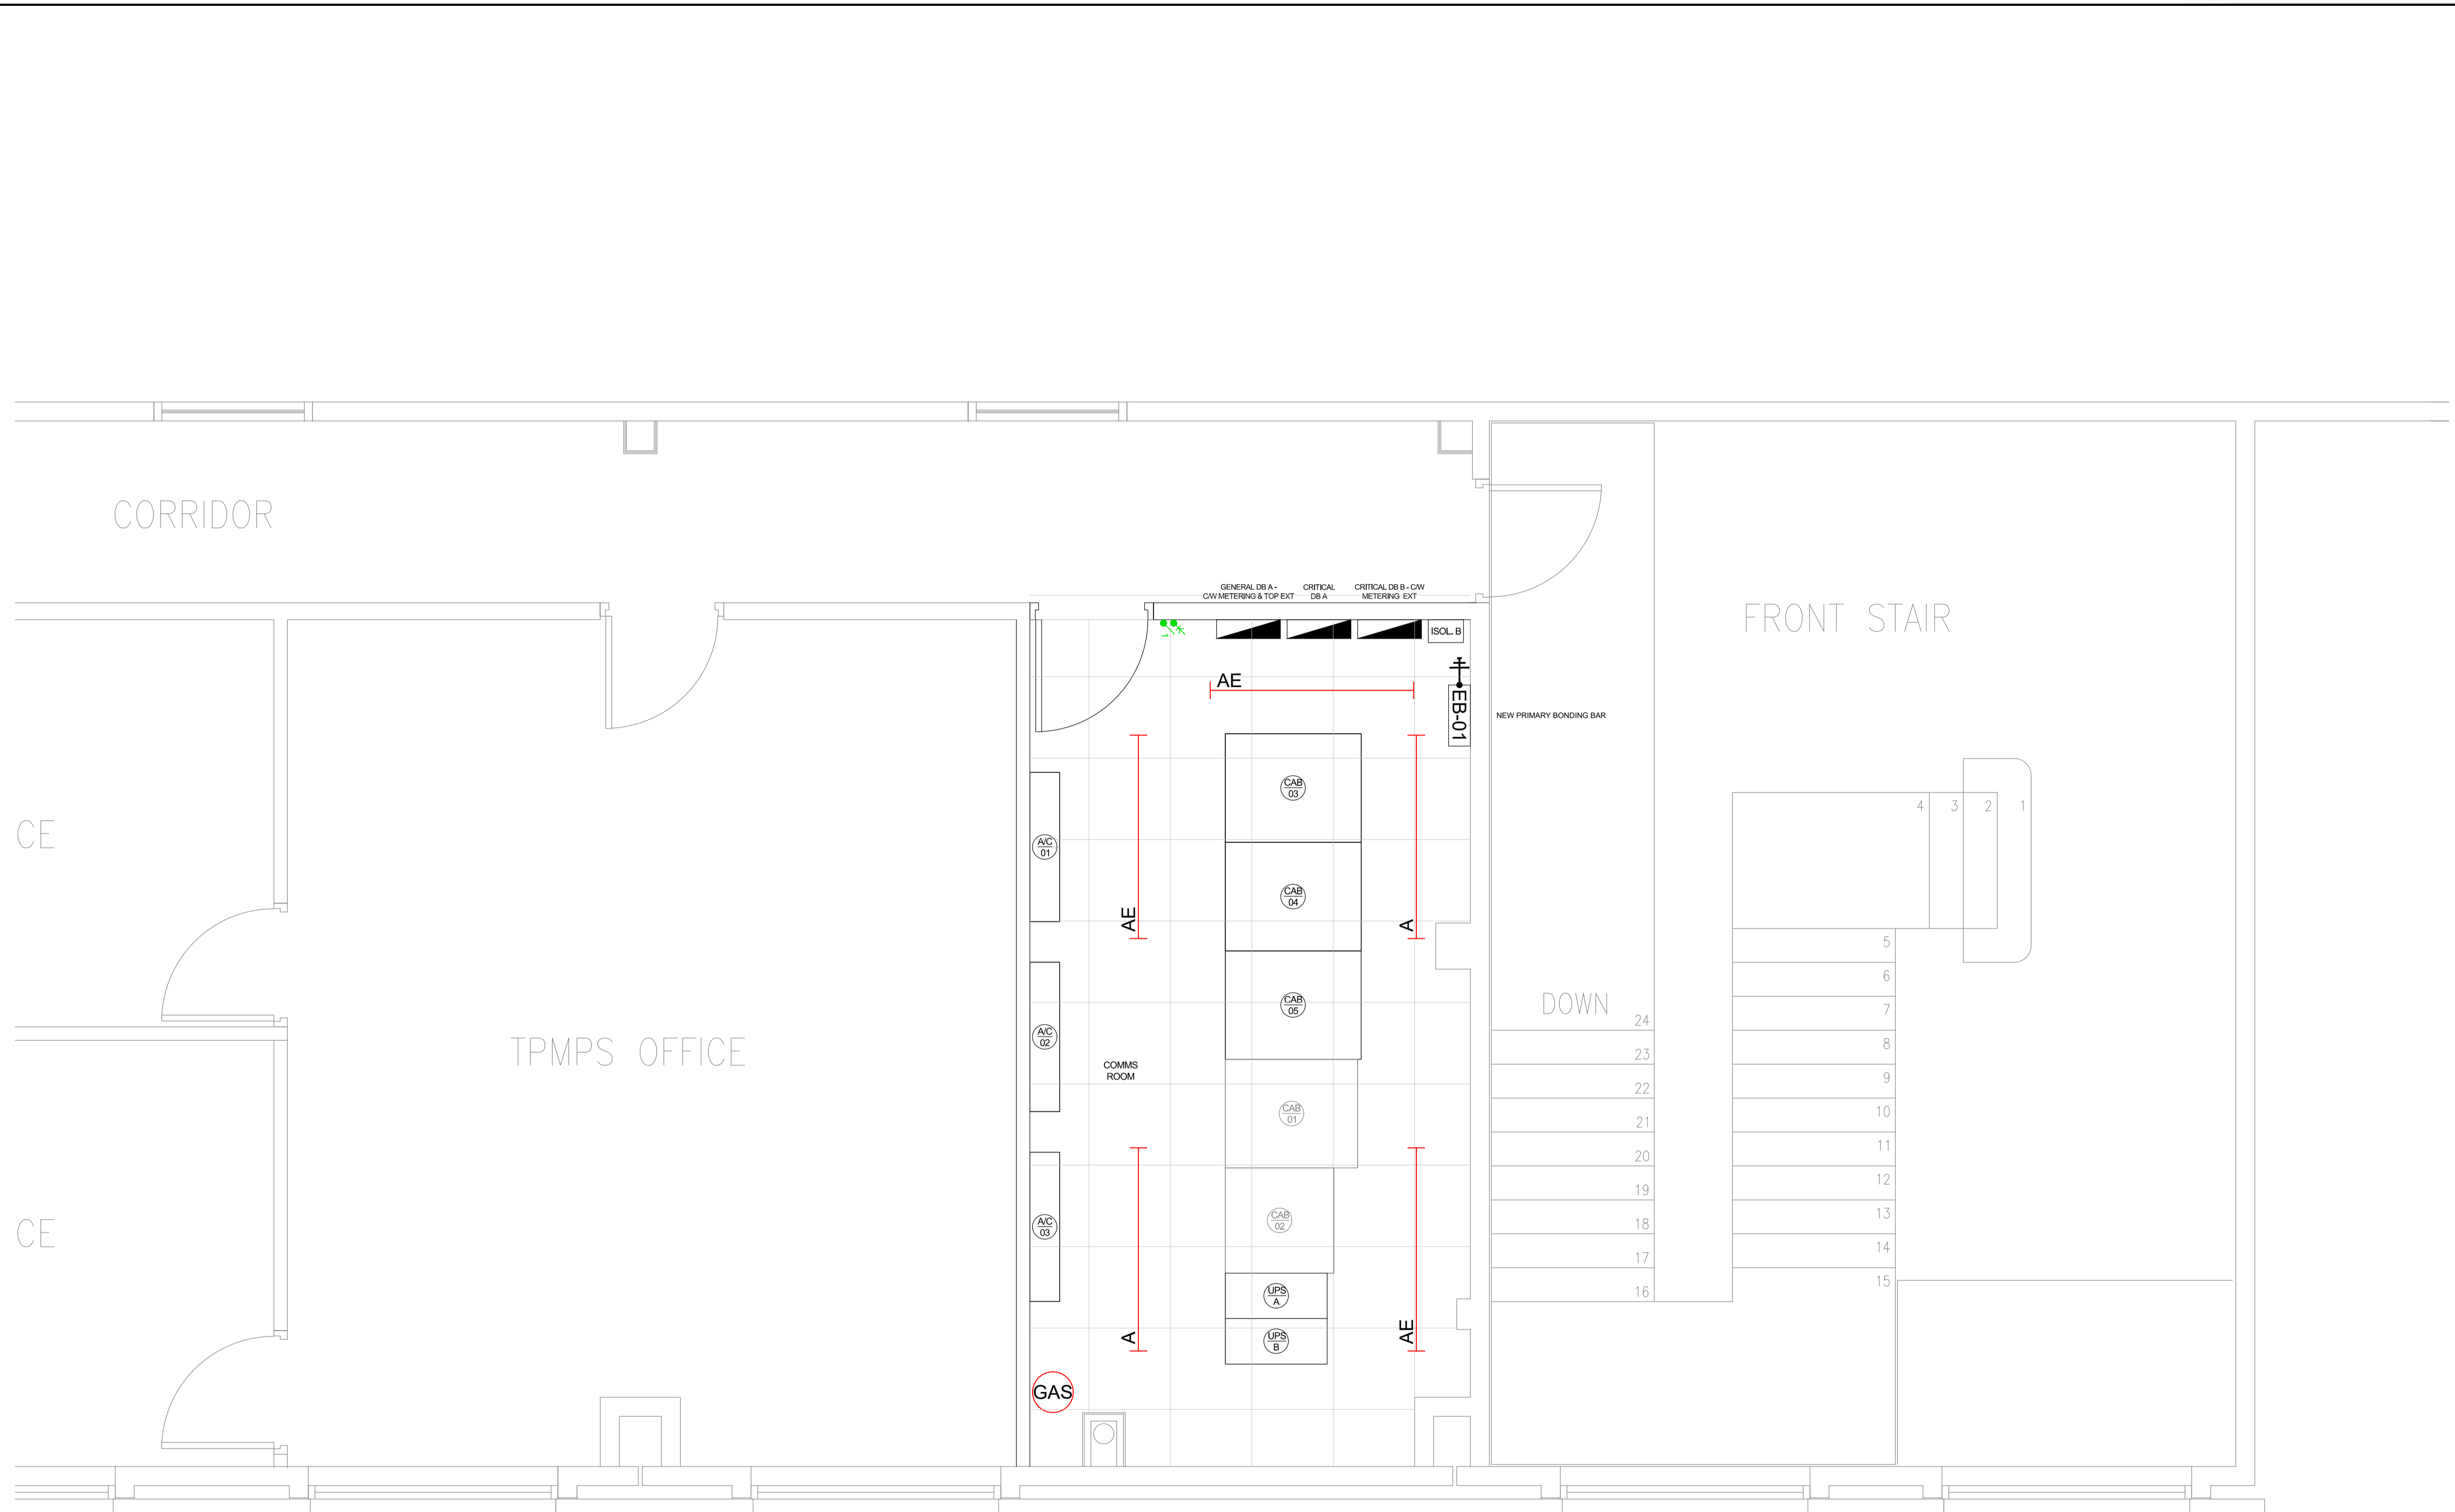 CORRIDOR
GENERAL DB A -
C/W METERING & TOP EXT
CRITICAL
DB A
CRITICAL DB B - C/W
METERING EXT
FRONT STAIR
1
K
ISOL. B
AE
EB-01
NEW PRIMARY BONDING BAR
CAB
03
4
3
2
1
CE
A/C
01
CAB
04
AE
A
5
6
7
8
9
10
11
12
13
14
15
CAB
05
DOWN
24
23
22
21
20
19
18
17
16
TPMPS OFFICE
A/C
02
COMMS
ROOM
CAB
01
CE
A/C
03
CAB
02
UPS
A
UPS
B
A
AE
GAS